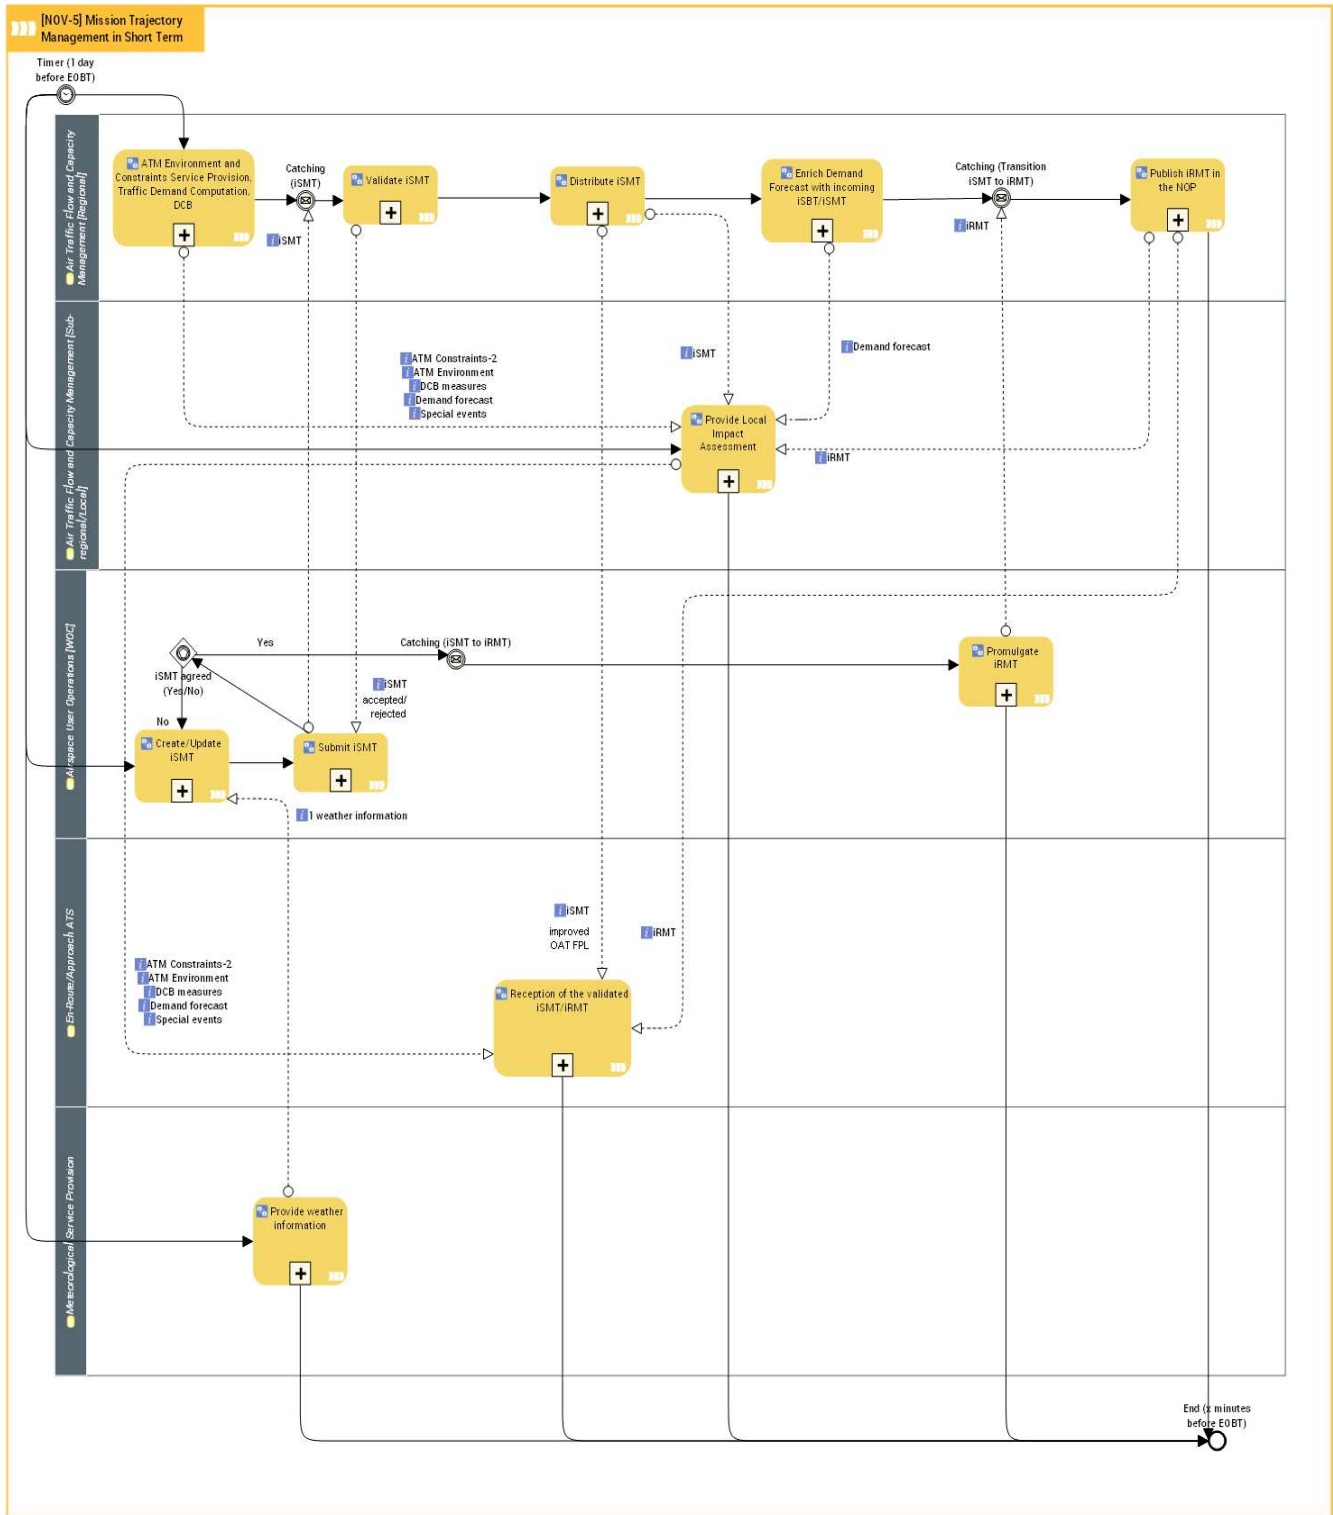 [NOV-5] Mission Trajectory
Management in Short Term
Timer (1 day
before EOBT)
Air Traffic Flow and Capacity
Management [Regional]
ATM Environment and
Constraints Service Provision,
Traffic Demand Computation,
DCB
Catching
(iSMT)
iSMT
Validate iSMT
Distribute iSMT
Enrich Demand
Forecast with incoming
iSBT/iSMT
Catching (Transition
iSMT to iRMT)
iRMT
Publish iRMT in
the NOP
Air Traffic Flow and Capacity Management [Sub-
regional/Local]
ATM Constraints-2
ATM Environment
DCB measures
Demand forecast
Special events
iSMT
Demand forecast
Provide Local
Impact
Assessment
iRMT
Airspace User Operations [WOC]
Yes
iSMT agreed
(Yes/No)
No
Catching (iSMT to iRMT)
iSMT
accepted/
rejected
Create/Update
iSMT
Submit iSMT
Promulgate
iRMT
1 weather information
En-Route/Approach ATS
iSMT
improved
OAT FPL
iRMT
ATM Constraints-2
ATM Environment
DCB measures
Demand forecast
Special events
Reception of the validated
iSMT/iRMT
Meteorological Service Provision
Provide weather
information
End (x minutes
before EOBT)